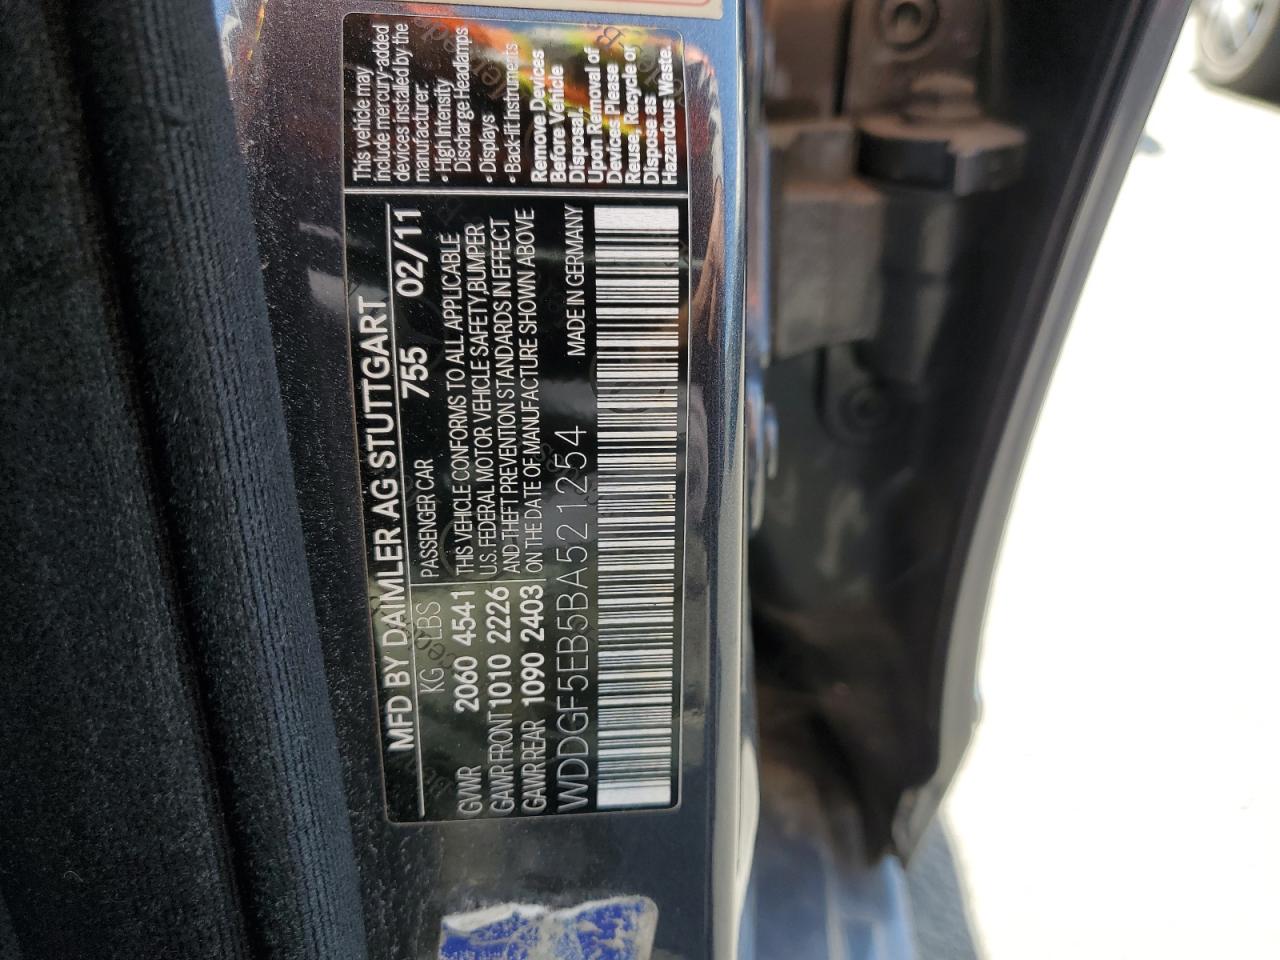 MFD BY DAIMLER AG STUTTGART
KG LBS 755 02/11
GVWR 2060 4541 PASSENGER CAR
GAWR FRONT 1010 2226
GAWR REAR 1090 2403
THIS VEHICLE CONFORMS TO ALL APPLICABLE
U.S. FEDERAL MOTOR VEHICLE SAFETY,BUMPER
AND THEFT PREVENTION STANDARDS IN EFFECT
ON THE DATE OF MANUFACTURE SHOWN ABOVE
WDDGF5EB5BA521254 MADE IN GERMANY
This vehicle may
include mercury-added
devices installed by the
manufacturer:
• High Intensity
Discharge Headlamps
• Displays
• Back-lit Instruments
Remove Devices
Before Vehicle
Disposal.
Upon Removal of
Devices Please
Reuse, Recycle or
Dispose as
Hazardous Waste.